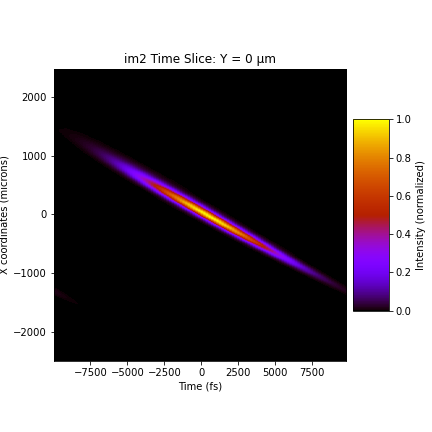 im2 Time Slice: Y = 0 μm
2000
1000
0
−1000
−2000
X coordinates (microns)
−7500 −5000 −2500 0 2500 5000 7500
Time (fs)
1.0
0.8
0.6
0.4
0.2
0.0
Intensity (normalized)